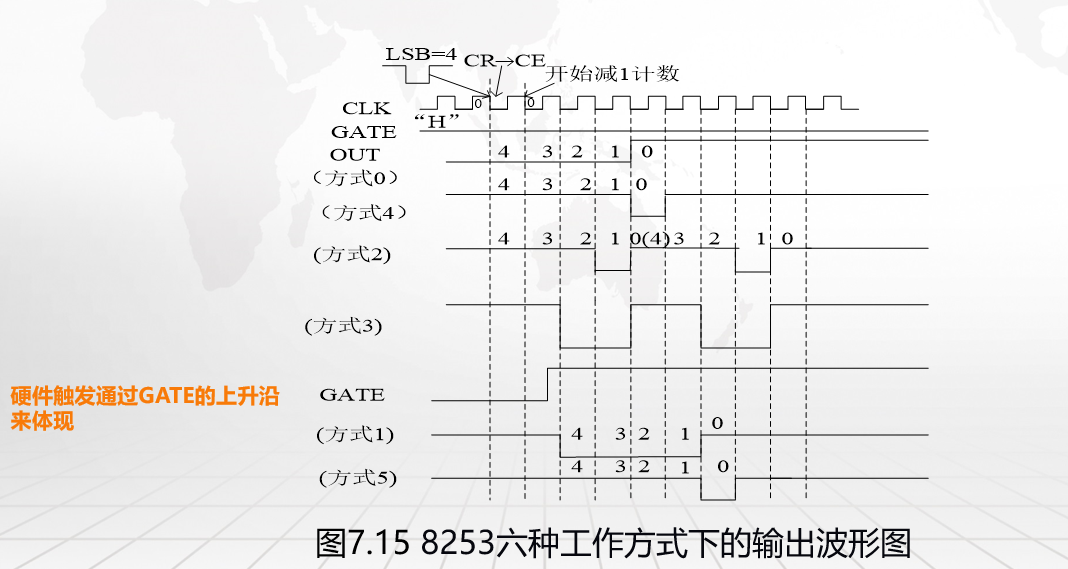 LSB=4
CR→CE
开始减1计数
0 0
CLK
“H”
GATE
OUT
4 3 2 1 0
(方式0)
4 3 2 1 0
(方式4)
4 3 2 1 0(4) 3 2 1 0
(方式2)
(方式3)
硬件触发通过GATE的上升沿
来体现
GATE
(方式1)
4 3 2 1 0
4 3 2 1 0
(方式5)
图7.15 8253六种工作方式下的输出波形图